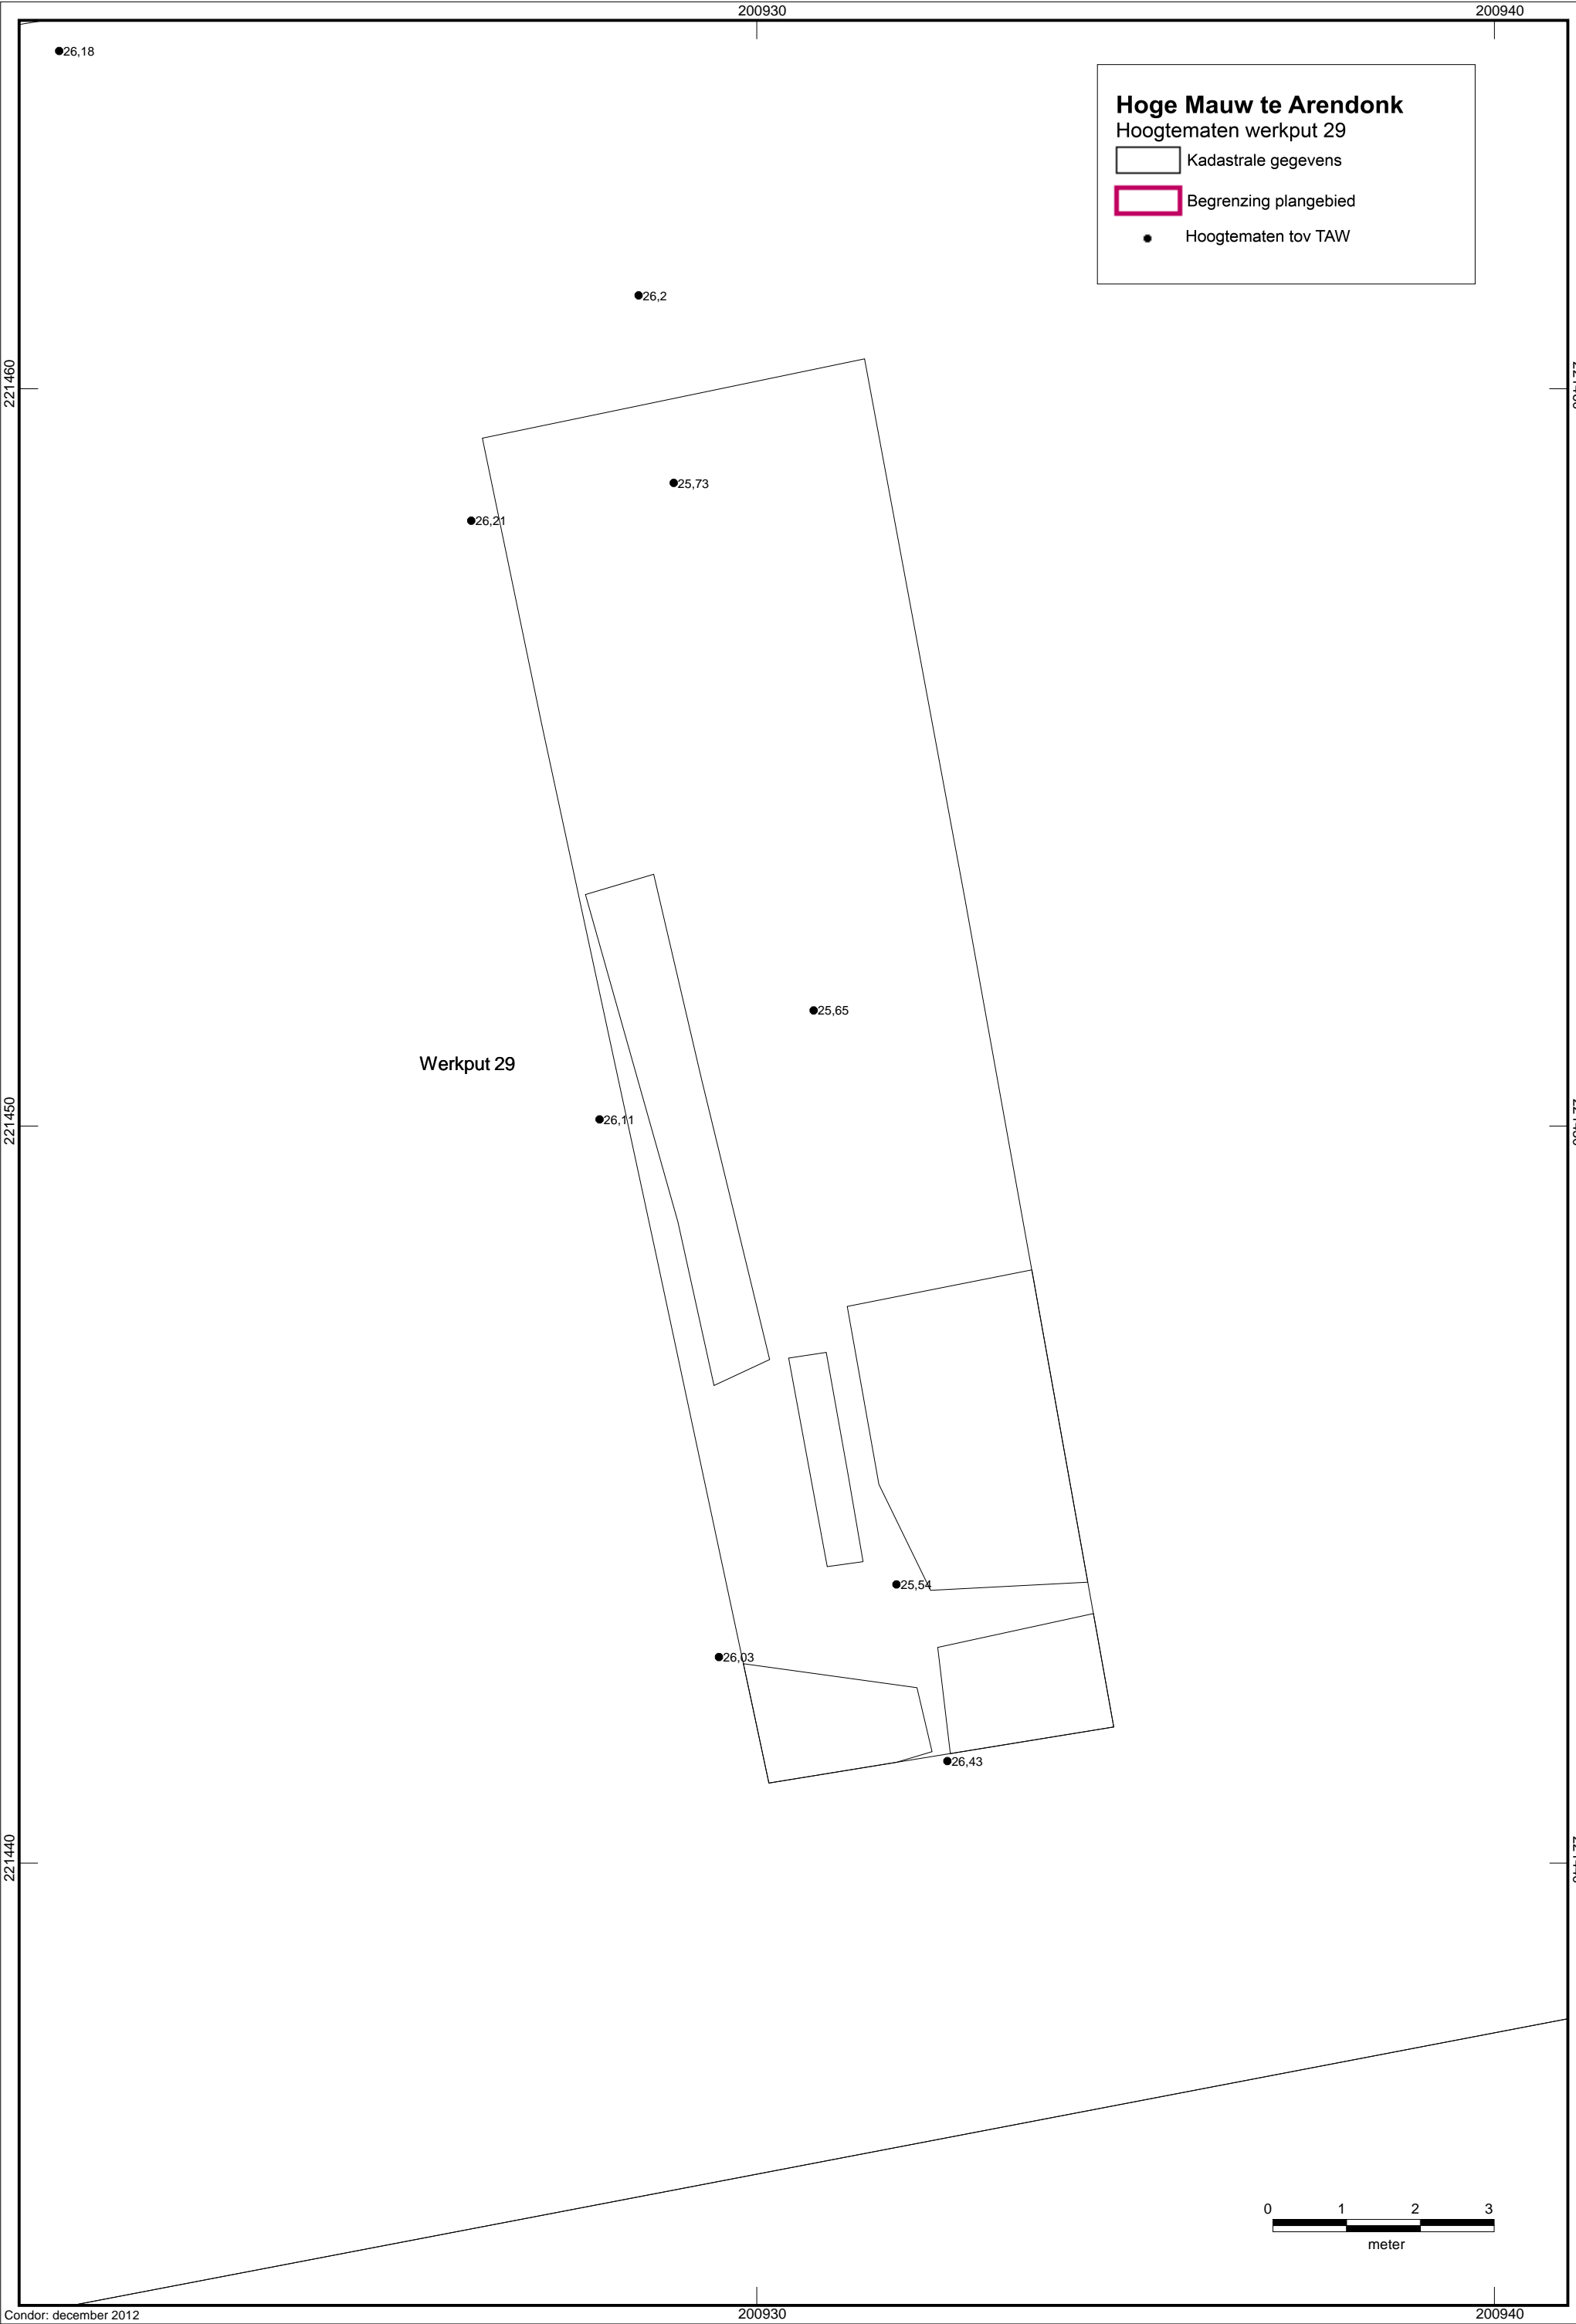 200930
200940
26,18
Hoge Mauw te Arendonk
Hoogtematen werkput 29
Kadastrale gegevens
Begrenzing plangebied
Hoogtematen tov TAW
26,2
221460
25,73
26,21
25,65
Werkput 29
26,11
221450
25,54
26,03
26,43
221440
0 1 2 3
meter
Condor: december 2012
200930
200940